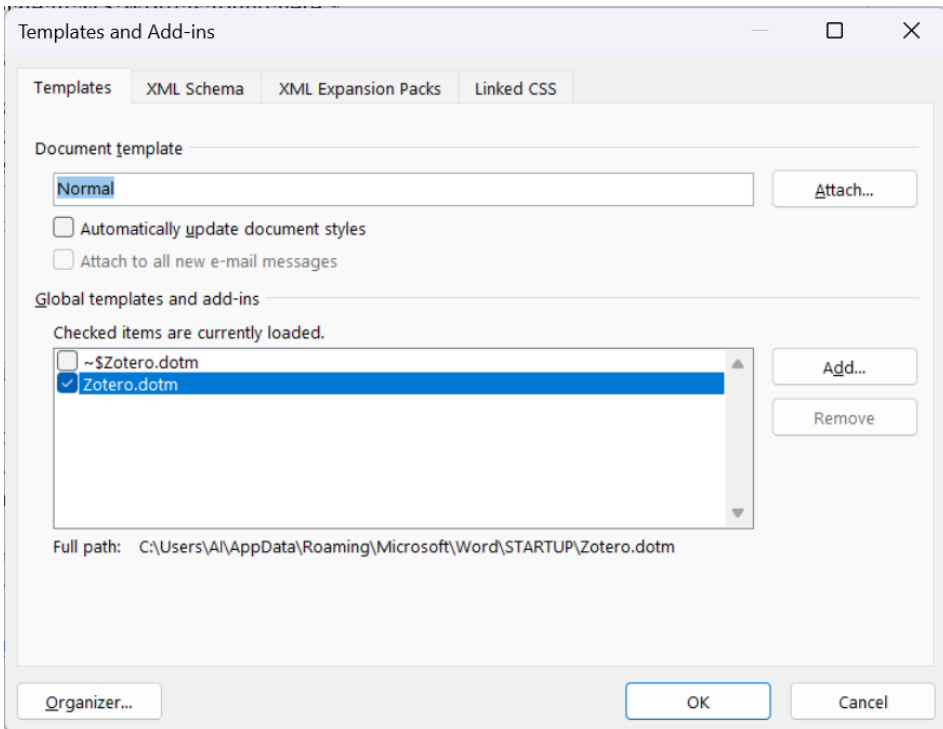 Templates and Add-ins
Templates
XML Schema
XML Expansion Packs
Linked CSS
Document template
Normal
Attach...
Automatically update document styles
Attach to all new e-mail messages
Global templates and add-ins
Checked items are currently loaded.
~$Zotero.dotm
Add...
Zotero.dotm
Remove
Full path: C:\Users\AI\AppData\Roaming\Microsoft\Word\STARTUP\Zotero.dotm
Organizer...
OK
Cancel